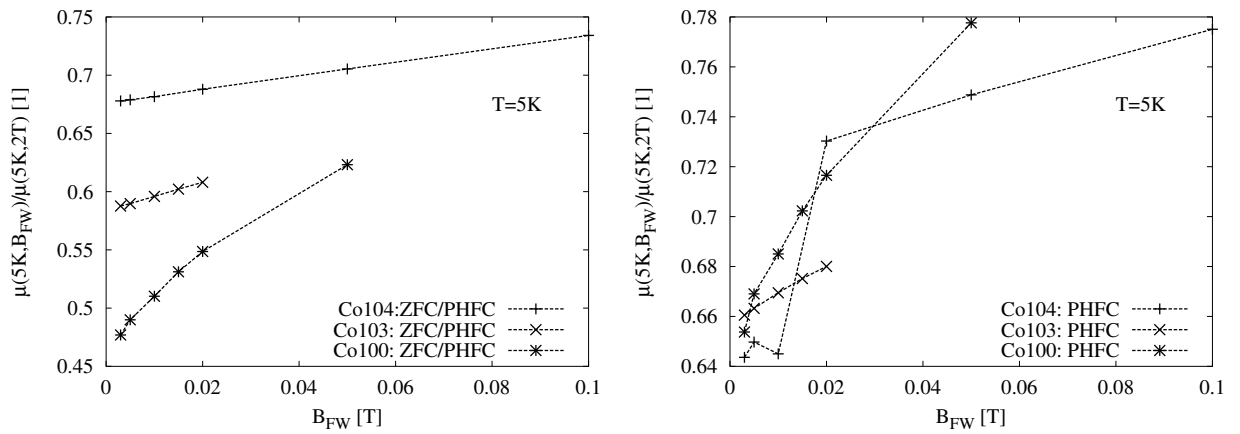 μ(5K,B_FW)/μ(5K,2T) [1]
0.75
0.7
0.65
0.6
0.55
0.5
0.45
T=5K
Co104:ZFC/PHFC
Co103: ZFC/PHFC
Co100: ZFC/PHFC
0
0.02
0.04
0.06
0.08
0.1
B_FW [T]
μ(5K,B_FW)/μ(5K,2T) [1]
0.78
0.76
0.74
0.72
0.7
0.68
0.66
0.64
T=5K
Co104: PHFC
Co103: PHFC
Co100: PHFC
0
0.02
0.04
0.06
0.08
0.1
B_FW [T]